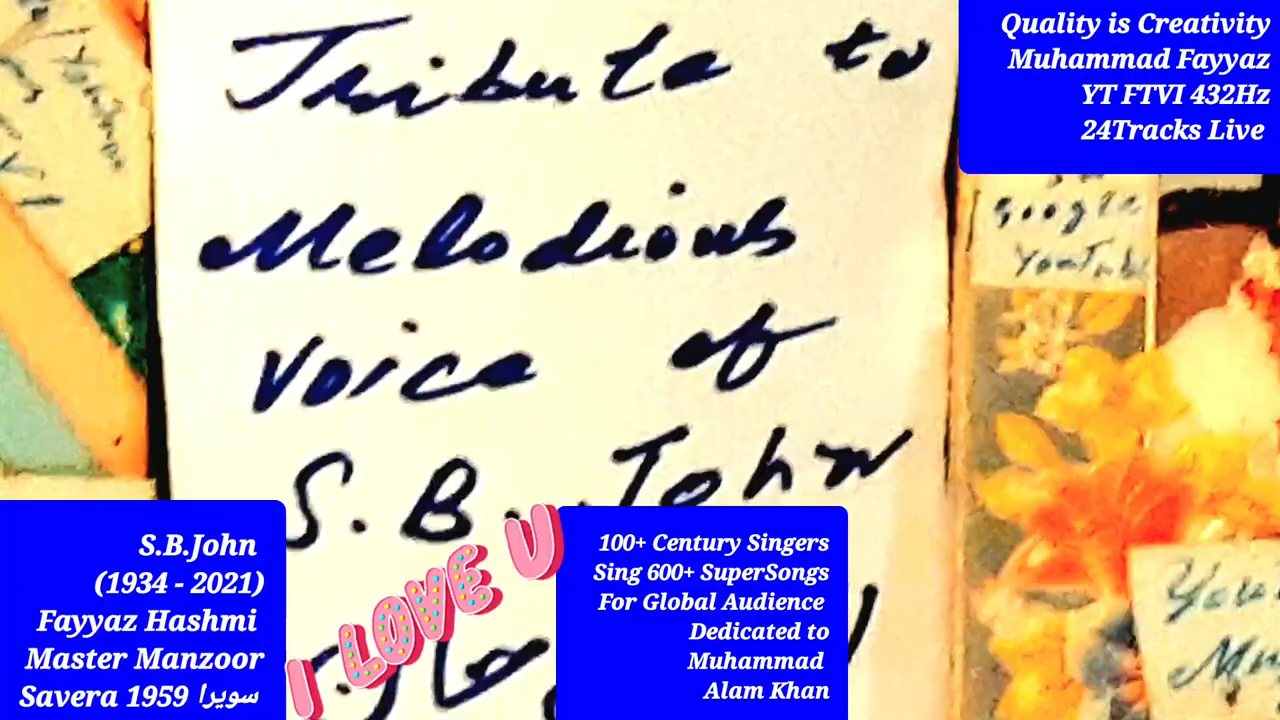 Tribute to
Melodious
Voice of
S.B. John
Quality is Creativity
Muhammad Fayyaz
YT FTVI 432Hz
24Tracks Live
Google
YouTube
S.B.John
(1934 - 2021)
Fayyaz Hashmi
Master Manzoor
Savera 1959 سویرا
I LOVE U
100+ Century Singers
Sing 600+ SuperSongs
For Global Audience
Dedicated to
Muhammad
Alam Khan